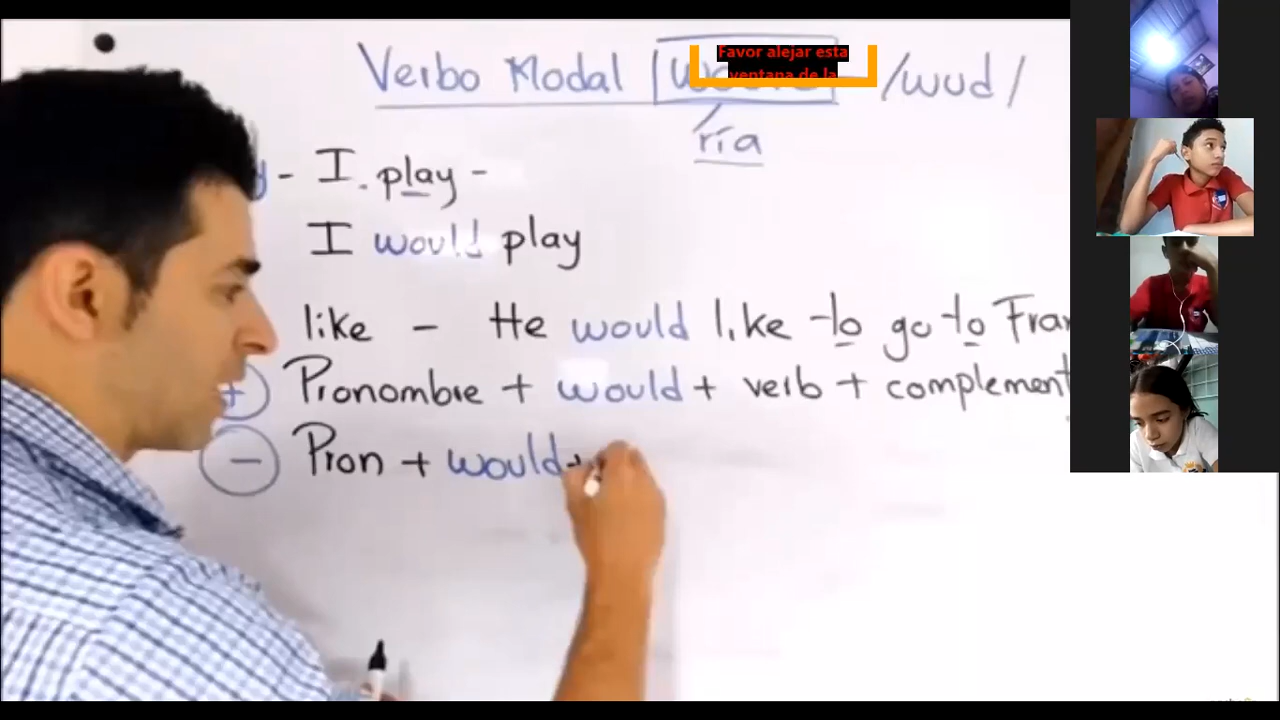 Verbo Modal /wud/
Favor alejar esta
ventana de la
ría
- I play -
I would play
like - He would like to go to Fran
+ Pronombre + would + verb + complement
- Pron + would +